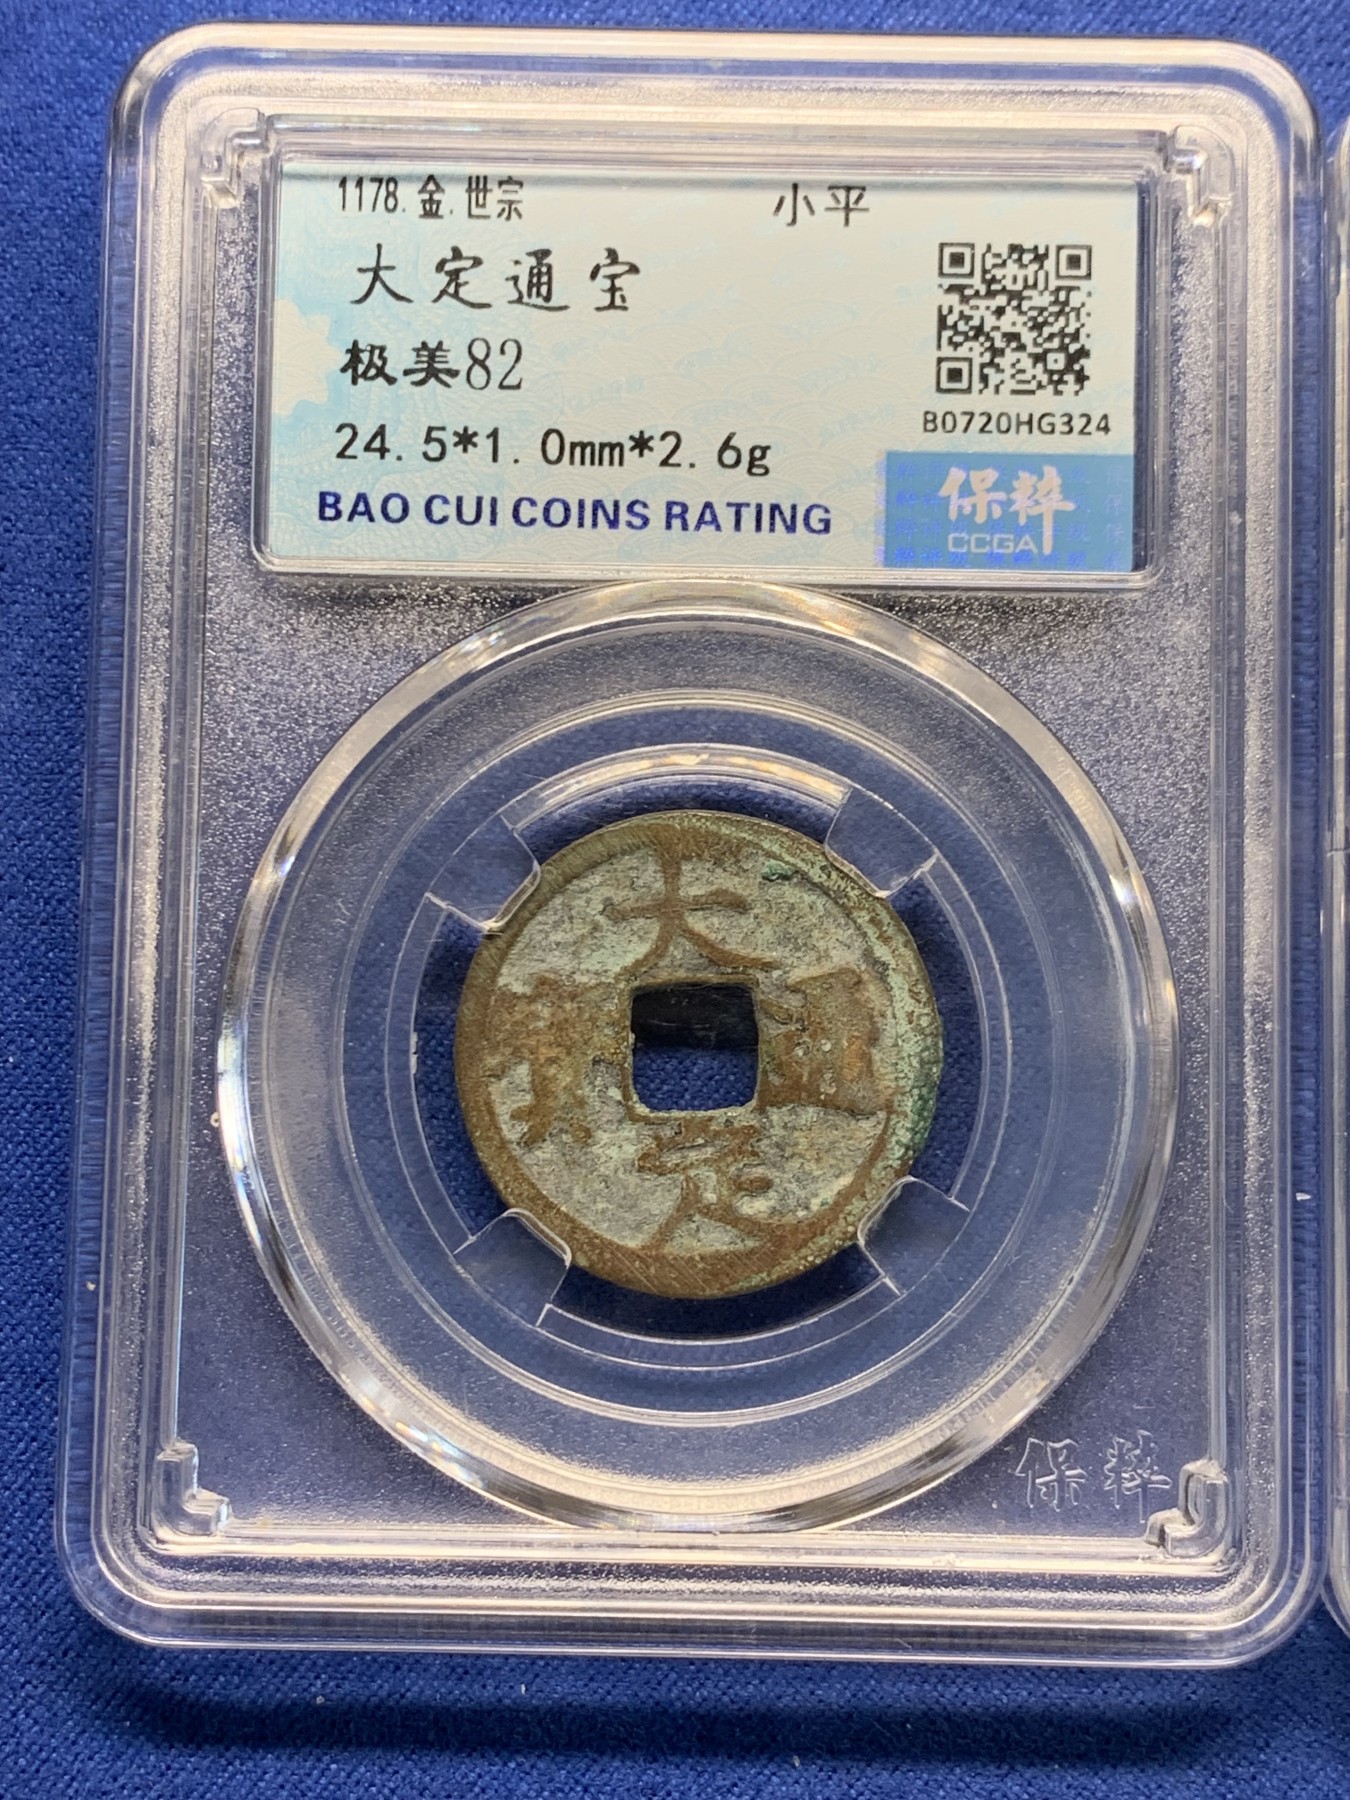 1178.金.世宗 小平
大定通宝
极美82
24.5*1.0mm*2.6g
B0720HG324
BAO CUI COINS RATING
保粹
CCGA
大
通
定
保粹